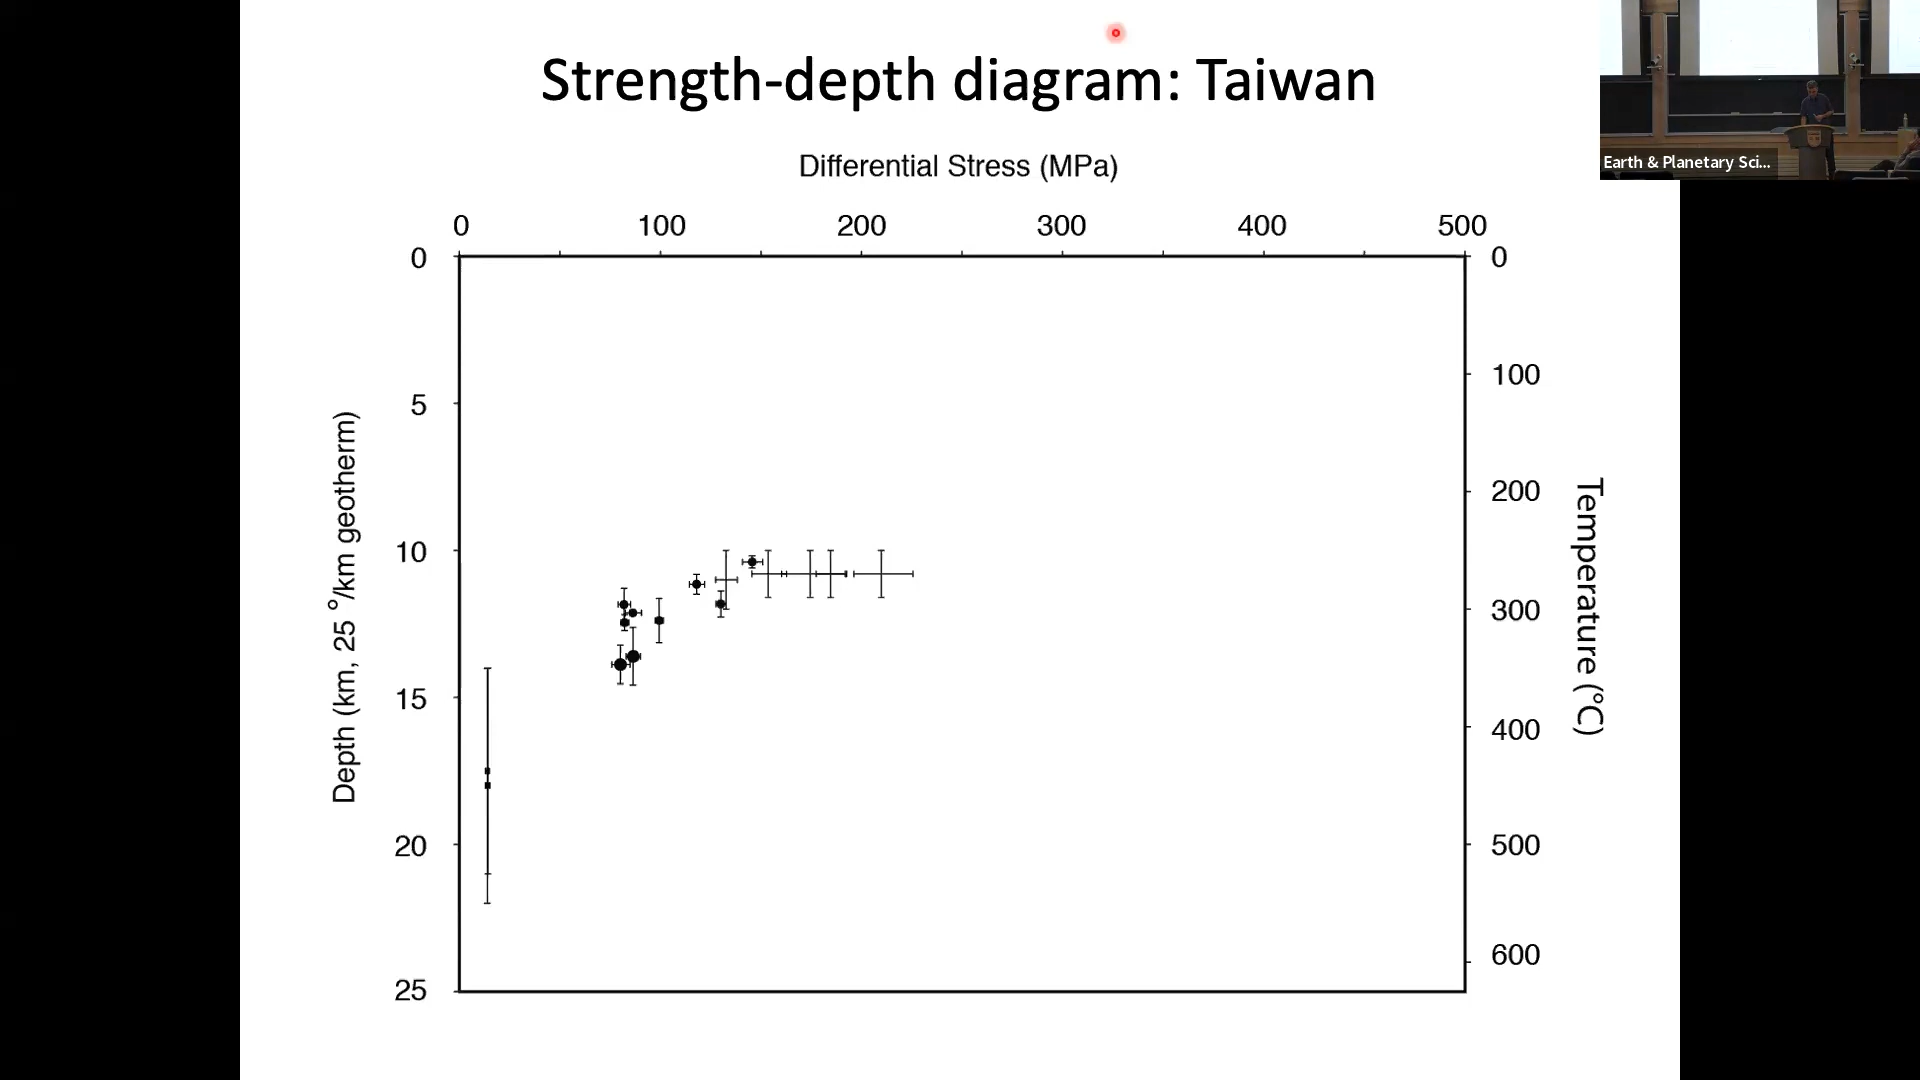 Strength-depth diagram: Taiwan
Earth & Planetary Sci...
Differential Stress (MPa)
0 100 200 300 400 500
0
5
10
15
20
25
Depth (km, 25 °/km geotherm)
0
100
200
300
400
500
600
Temperature (°C)